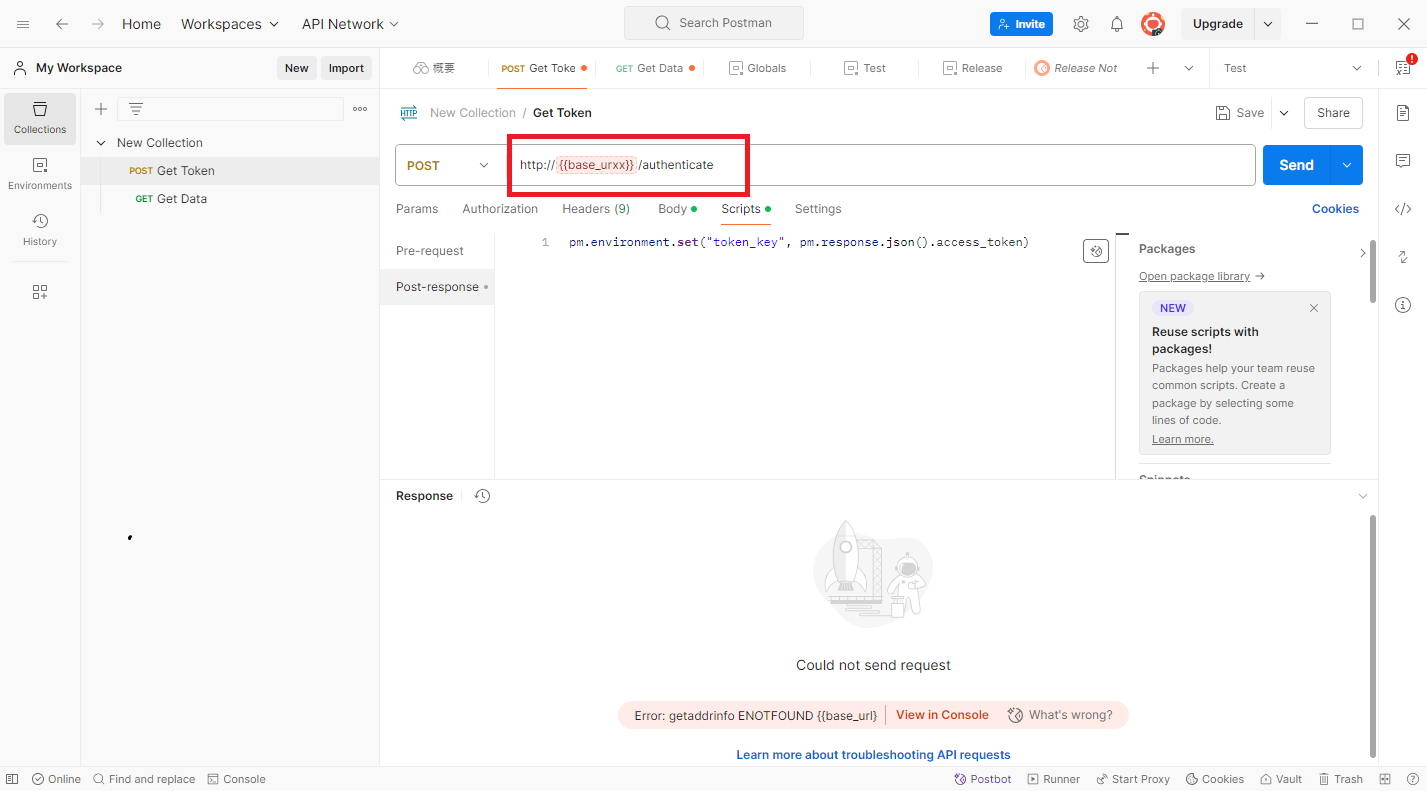 Home Workspaces API Network Search Postman Invite Upgrade
My Workspace New Import 概要 POST Get Toke GET Get Data Globals Test Release Release Not Test
!
Collections
Environments
History
New Collection
POST Get Token
GET Get Data
HTTP New Collection / Get Token Save Share
POST http://{{base_urxx}}/authenticate Send
Params Authorization Headers (9) Body Scripts Settings Cookies
Pre-request
Post-response
1 pm.environment.set("token_key", pm.response.json().access_token)
Packages
Open package library →
NEW
Reuse scripts with
packages!
Packages help your team reuse
common scripts. Create a
package by selecting some
lines of code.
Learn more.
Snippets
Response
Could not send request
Error: getaddrinfo ENOTFOUND {{base_url} View in Console What's wrong?
Learn more about troubleshooting API requests
Online Find and replace Console Postbot Runner Start Proxy Cookies Vault Trash